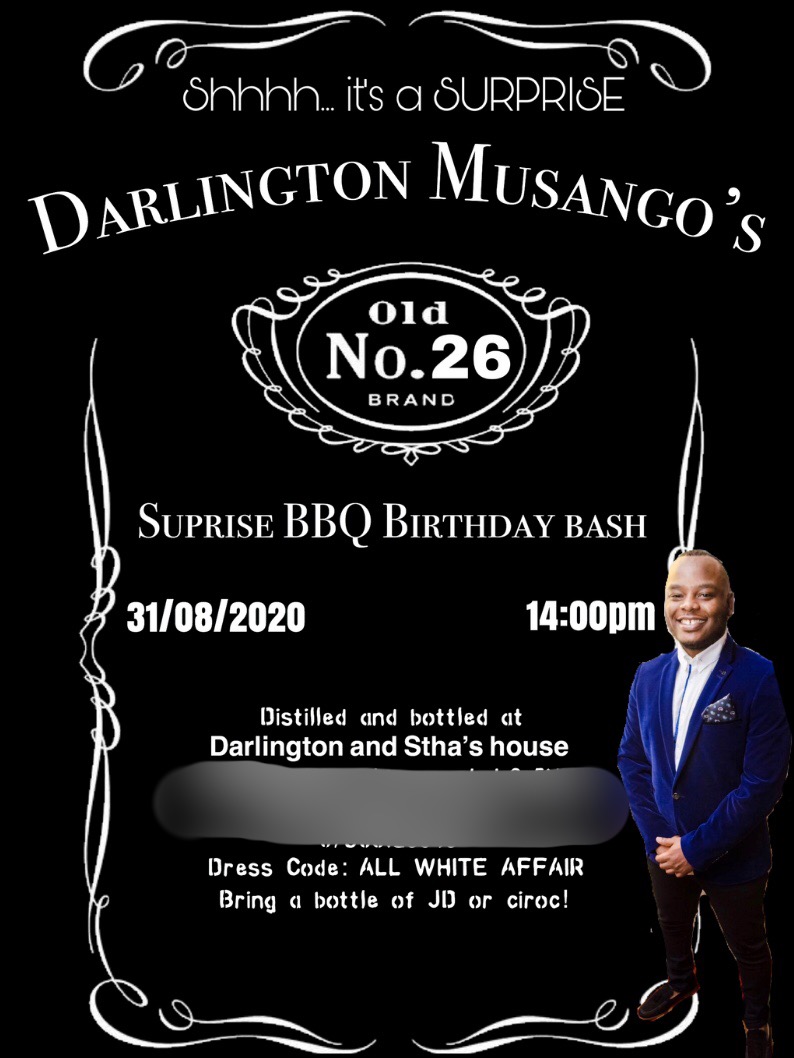 Shhhh... it's a SURPRISE
Darlington Musango's
Old
No.26
BRAND
Suprise BBQ Birthday bash
31/08/2020
14:00pm
Distilled and bottled at
Darlington and Stha's house
Dress Code: ALL WHITE AFFAIR
Bring a bottle of JD or ciroc!